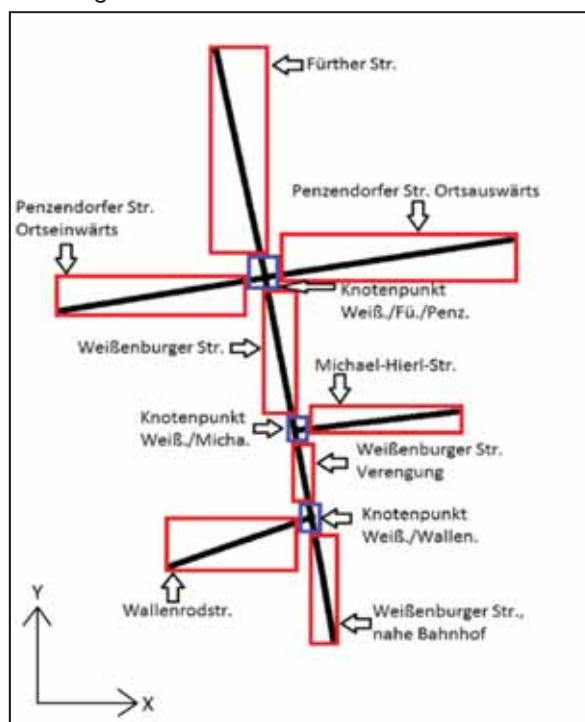 Fürther Str.
Penzendorfer Str. Ortsauswärts
Penzendorfer Str.
Ortseinwärts
Knotenpunkt
Weiß./Fü./Penz.
Weißenburger Str.
Michael-Hierl-Str.
Knotenpunkt
Weiß./Micha.
Weißenburger Str.
Verengung
Knotenpunkt
Weiß./Wallen.
Wallenrodstr.
Weißenburger Str.,
nahe Bahnhof
Y
X